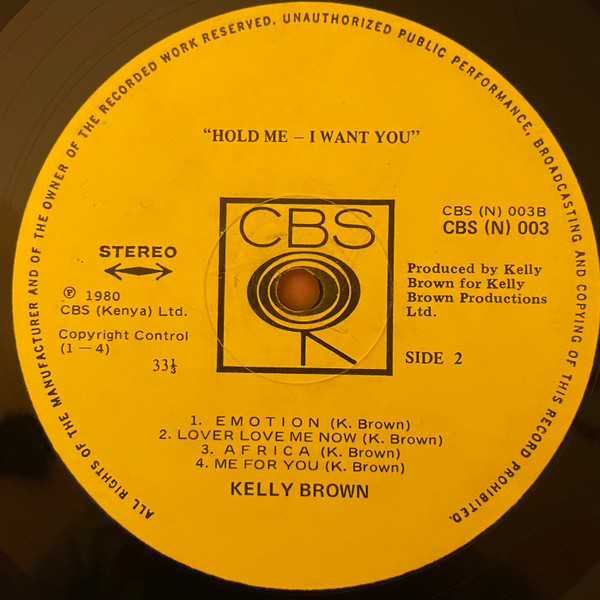 ALL RIGHTS OF THE MANUFACTURER AND OF THE OWNER OF THE RECORDED WORK RESERVED. UNAUTHORIZED PUBLIC PERFORMANCE, BROADCASTING AND COPYING OF THIS RECORD PROHIBITED.
“HOLD ME – I WANT YOU”
CBS
STEREO
℗ 1980
CBS (Kenya) Ltd.
Copyright Control
(1 — 4)
33⅓
CBS (N) 003B
CBS (N) 003
Produced by Kelly
Brown for Kelly
Brown Productions
Ltd.
SIDE 2
K
1. EMOTION (K. Brown)
2. LOVER LOVE ME NOW (K. Brown)
3. AFRICA (K. Brown)
4. ME FOR YOU (K. Brown)
KELLY BROWN